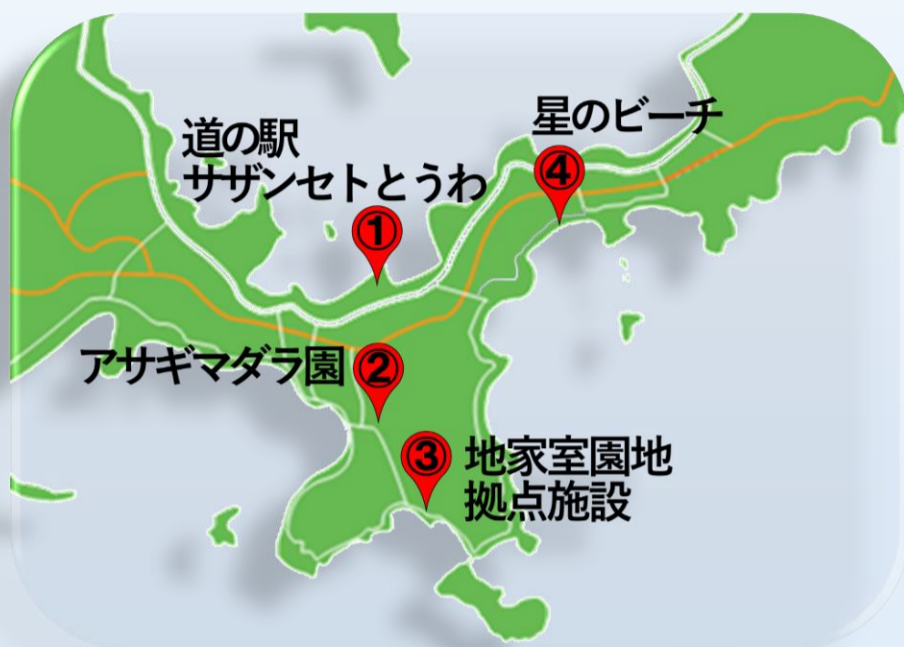 道の駅
サザンセトとうわ
①
星のビーチ
④
アサギマダラ園
②
③
地家室園地
拠点施設